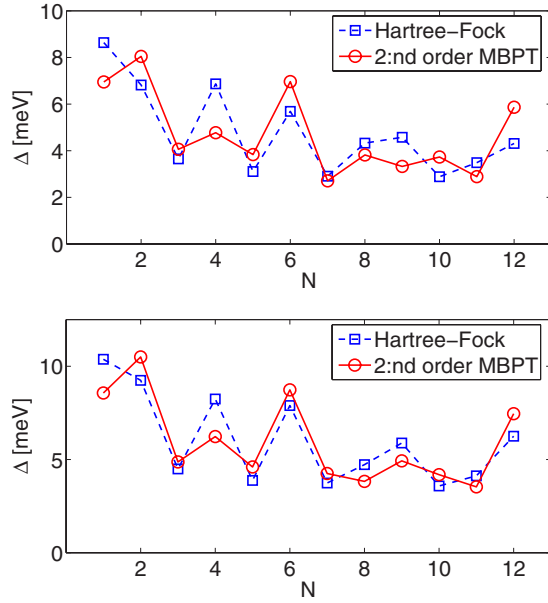 10
8
6
4
2
0
Δ [meV]
Hartree−Fock
2:nd order MBPT
2 4 6 8 10 12
N
10
5
0
Δ [meV]
Hartree−Fock
2:nd order MBPT
2 4 6 8 10 12
N